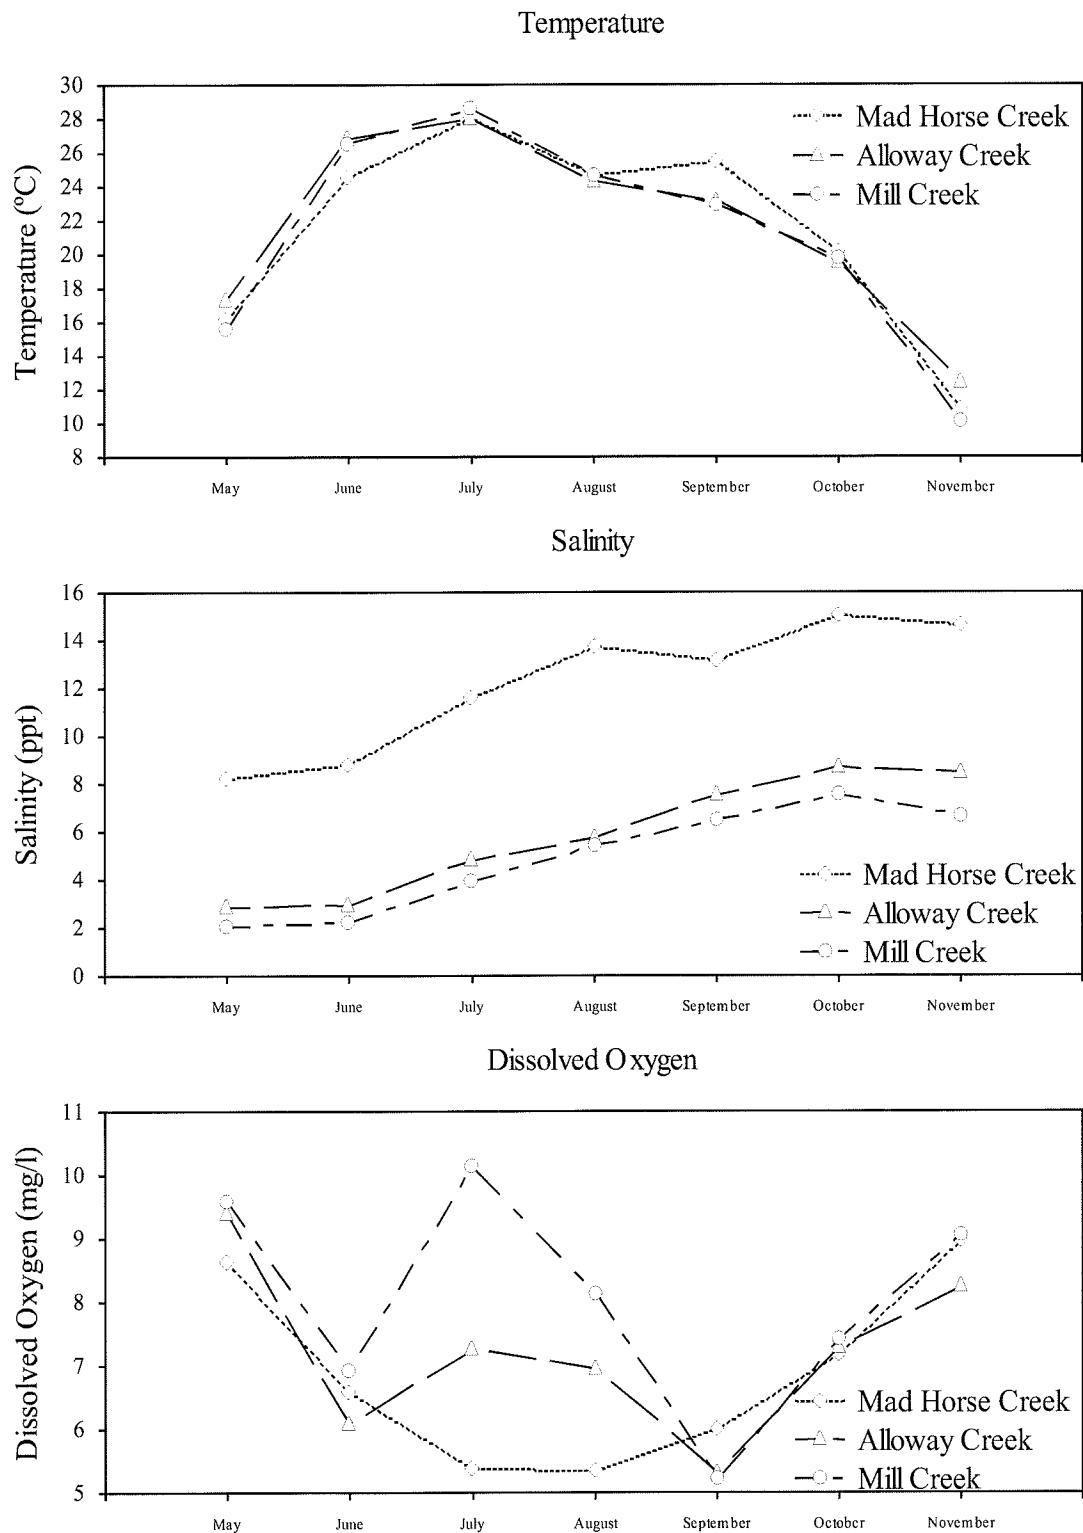 Temperature
30
28
26
24
22
20
18
16
14
12
10
8
Temperature (ºC)
Mad Horse Creek
Alloway Creek
Mill Creek
May June July August September October November
Salinity
16
14
12
10
8
6
4
2
0
Salinity (ppt)
Mad Horse Creek
Alloway Creek
Mill Creek
May June July August September October November
Dissolved Oxygen
11
10
9
8
7
6
5
Dissolved Oxygen (mg/l)
Mad Horse Creek
Alloway Creek
Mill Creek
May June July August September October November